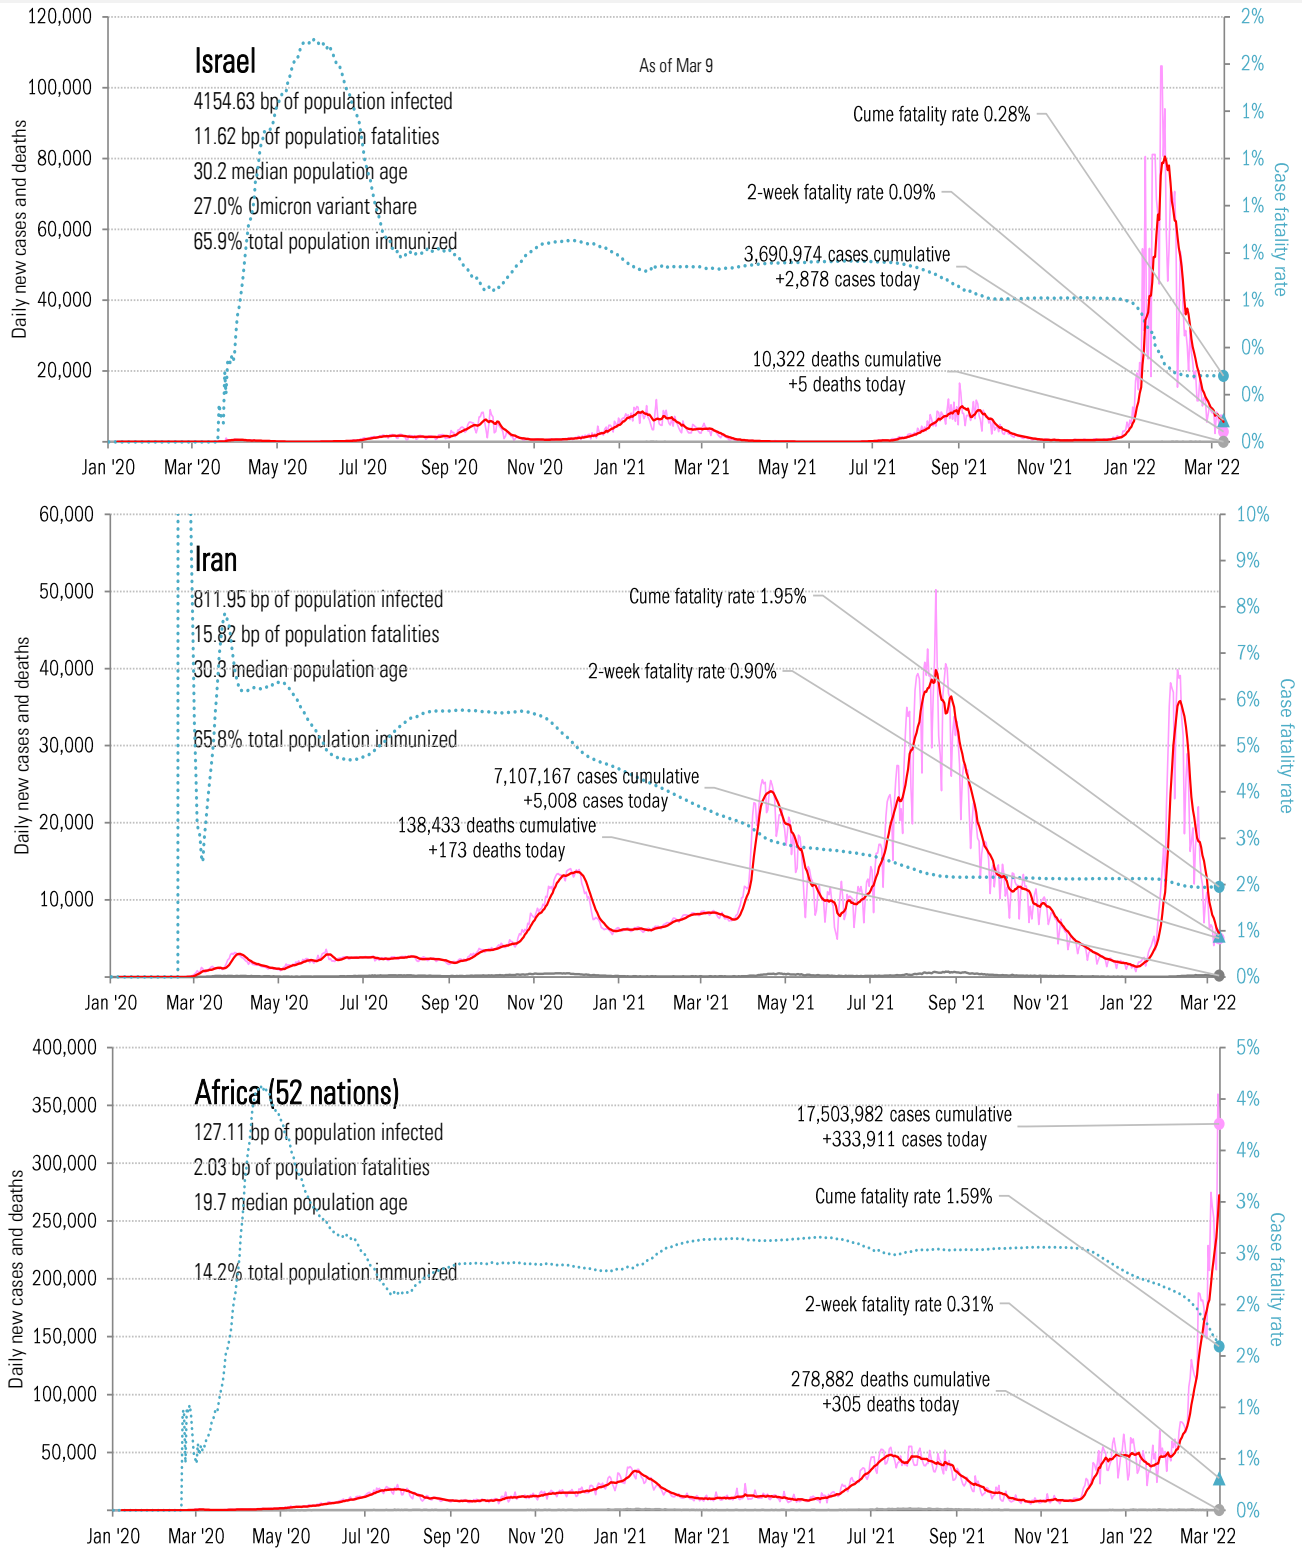 120,000
100,000
80,000
60,000
40,000
20,000
Daily new cases and deaths
Israel
As of Mar 9
4154.63 bp of population infected
11.62 bp of population fatalities
30.2 median population age
27.0% Omicron variant share
65.9% total population immunized
Cume fatality rate 0.28%
2-week fatality rate 0.09%
3,690,974 cases cumulative
+2,878 cases today
10,322 deaths cumulative
+5 deaths today
2%
2%
1%
1%
1%
1%
1%
0%
0%
0%
Case fatality rate
Jan '20 Mar '20 May '20 Jul '20 Sep '20 Nov '20 Jan '21 Mar '21 May '21 Jul '21 Sep '21 Nov '21 Jan '22 Mar '22
60,000
50,000
40,000
30,000
20,000
10,000
Daily new cases and deaths
Iran
811.95 bp of population infected
15.82 bp of population fatalities
30.3 median population age
65.8% total population immunized
Cume fatality rate 1.95%
2-week fatality rate 0.90%
7,107,167 cases cumulative
+5,008 cases today
138,433 deaths cumulative
+173 deaths today
10%
9%
8%
7%
6%
5%
4%
3%
2%
1%
0%
Case fatality rate
Jan '20 Mar '20 May '20 Jul '20 Sep '20 Nov '20 Jan '21 Mar '21 May '21 Jul '21 Sep '21 Nov '21 Jan '22 Mar '22
400,000
350,000
300,000
250,000
200,000
150,000
100,000
50,000
Daily new cases and deaths
Africa (52 nations)
127.11 bp of population infected
2.03 bp of population fatalities
19.7 median population age
14.2% total population immunized
17,503,982 cases cumulative
+333,911 cases today
Cume fatality rate 1.59%
2-week fatality rate 0.31%
278,882 deaths cumulative
+305 deaths today
5%
4%
4%
3%
3%
2%
2%
1%
1%
0%
Case fatality rate
Jan '20 Mar '20 May '20 Jul '20 Sep '20 Nov '20 Jan '21 Mar '21 May '21 Jul '21 Sep '21 Nov '21 Jan '22 Mar '22